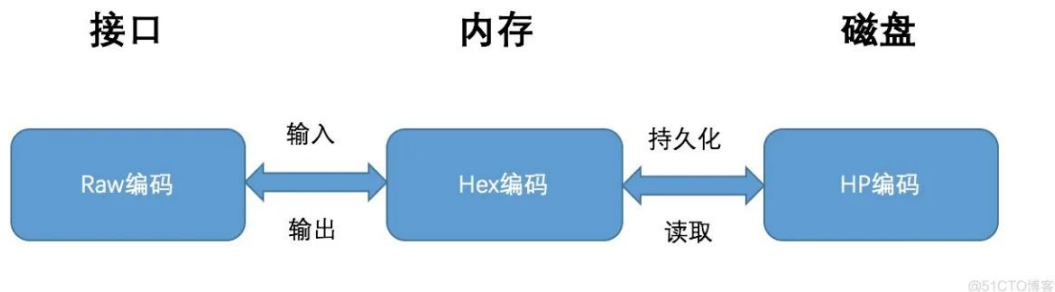 接口 内存 磁盘
输入 持久化
Raw编码 Hex编码 HP编码
输出 读取
@51CTO博客